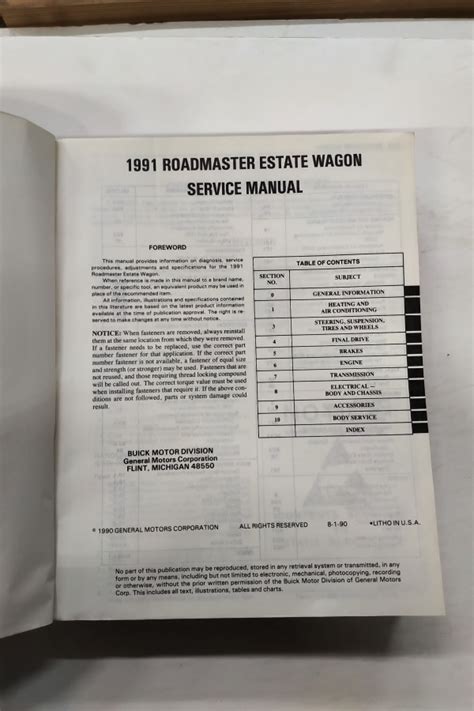 1991 ROADMASTER ESTATE WAGON
SERVICE MANUAL
FOREWORD
This manual provides information on diagnosis, service
procedures, adjustments and specifications for the 1991
Roadmaster Estate Wagon.
When reference is made in this manual to a brand name,
number, or specific tool, an equivalent product may be used in
place of the recommended item.
All information, illustrations and specifications contained
in this literature are based on the latest product information
available at the time of publication approval. The right is re-
served to make changes at any time without notice.
NOTICE: When fasteners are removed, always reinstall
them at the same location from which they were removed.
If a fastener needs to be replaced, use the correct part
number fastener for that application. If the correct part
number fastener is not available, a fastener of equal size
and strength (or stronger) may be used. Fasteners that are
not reused, and those requiring thread locking compound
will be called out. The correct torque value must be used
when installing fasteners that require it. If the above con-
ditions are not followed, parts or system damage could
result.
BUICK MOTOR DIVISION
General Motors Corporation
FLINT, MICHIGAN 48550
TABLE OF CONTENTS
SECTION NO. SUBJECT
0 GENERAL INFORMATION
1 HEATING AND AIR CONDITIONING
3 STEERING, SUSPENSION, TIRES AND WHEELS
4 FINAL DRIVE
5 BRAKES
6 ENGINE
7 TRANSMISSION
8 ELECTRICAL — BODY AND CHASSIS
9 ACCESSORIES
10 BODY SERVICE
INDEX
© 1990 GENERAL MOTORS CORPORATION ALL RIGHTS RESERVED 8-1-90 *LITHO IN U.S.A.
No part of this publication may be reproduced, stored in any retrieval system or transmitted, in any
form or by any means, including but not limited to electronic, mechanical, photocopying, recording
or otherwise, without the prior written permission of the Buick Motor Division of General Motors
Corp. This includes all text, illustrations, tables and charts.